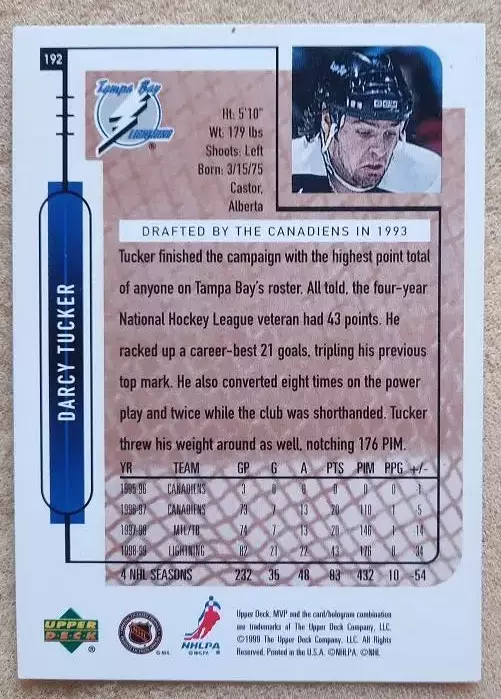 192
Tampa Bay
LIGHTNING
®
Ht: 5'10"
Wt: 179 lbs
Shoots: Left
Born: 3/15/75
Castor,
Alberta
DRAFTED BY THE CANADIENS IN 1993
DARCY TUCKER
Tucker finished the campaign with the highest point total
of anyone on Tampa Bay's roster. All told, the four-year
National Hockey League veteran had 43 points. He
racked up a career-best 21 goals, tripling his previous
top mark. He also converted eight times on the power
play and twice while the club was shorthanded. Tucker
threw his weight around as well, notching 176 PIM.
YR TEAM GP G A PTS PIM PPG +/-
1995-96 CANADIENS 3 0 0 0 0 0 1
1996-97 CANADIENS 73 7 13 20 110 1 5
1997-98 MTL/TB 74 7 13 20 146 1 14
1998-99 LIGHTNING 82 21 22 43 176 8 34
4 NHL SEASONS 232 35 48 83 432 10 -54
UPPER
DECK
®
NHL
© NHL
NHLPA
©NHLPA
Upper Deck, MVP and the card/hologram combination
are trademarks of The Upper Deck Company, LLC.
©1999 The Upper Deck Company, LLC. All Rights
Reserved. Printed in the U.S.A. ©NHLPA, ©NHL